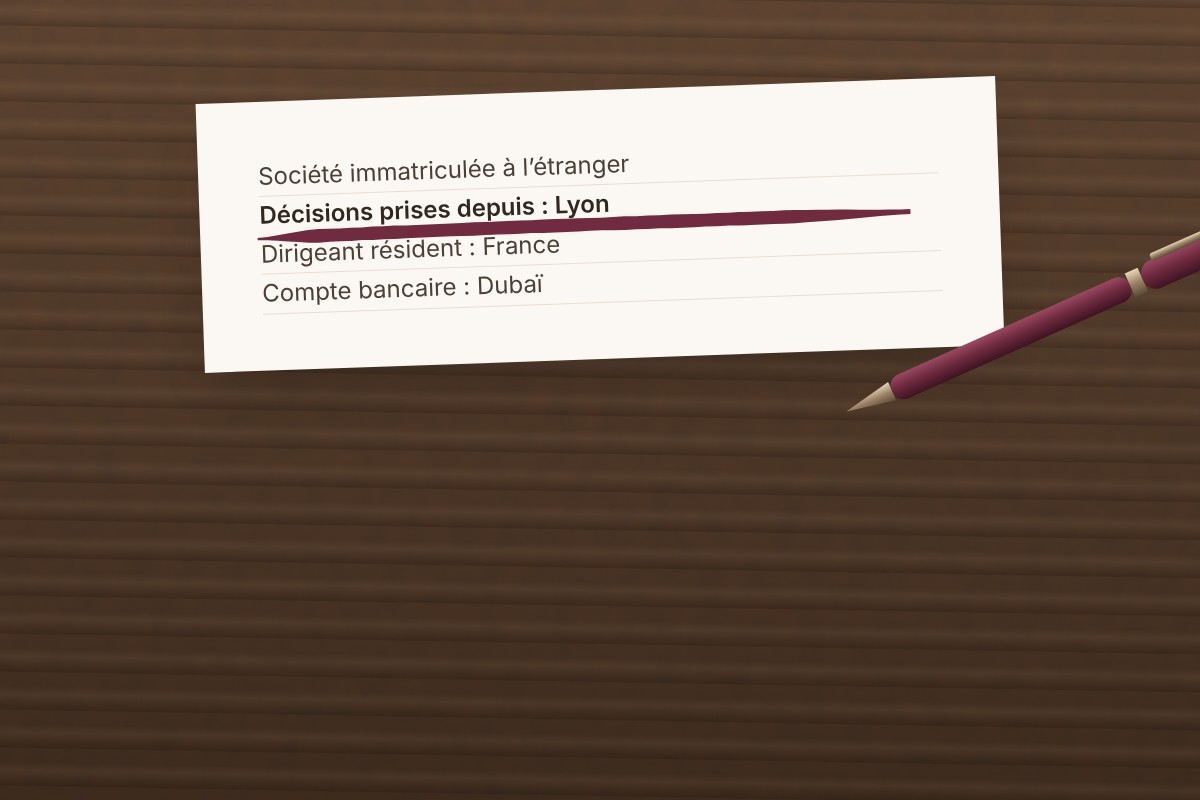 Société immatriculée à l’étranger
Décisions prises depuis : Lyon
Dirigeant résident : France
Compte bancaire : Dubaï